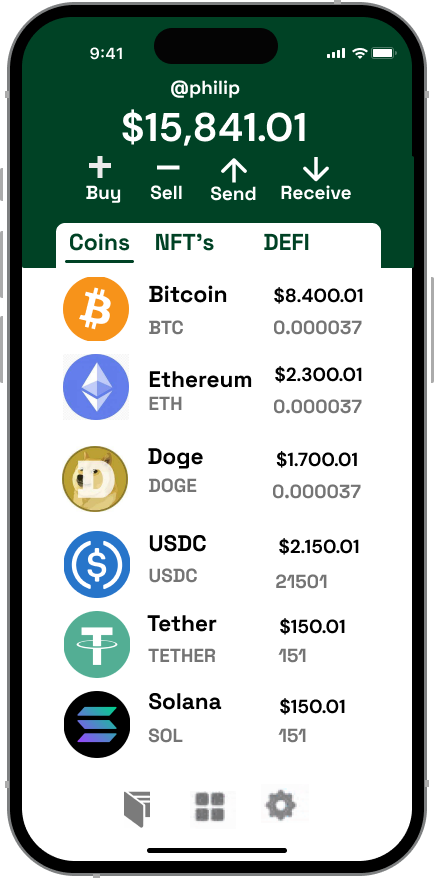 9:41
@philip
$15,841.01
Buy Sell Send Receive
Coins NFT's DEFI
Bitcoin $8.400.01
BTC 0.000037
Ethereum $2.300.01
ETH 0.000037
Doge $1.700.01
DOGE 0.000037
USDC $2.150.01
USDC 21501
Tether $150.01
TETHER 151
Solana $150.01
SOL 151